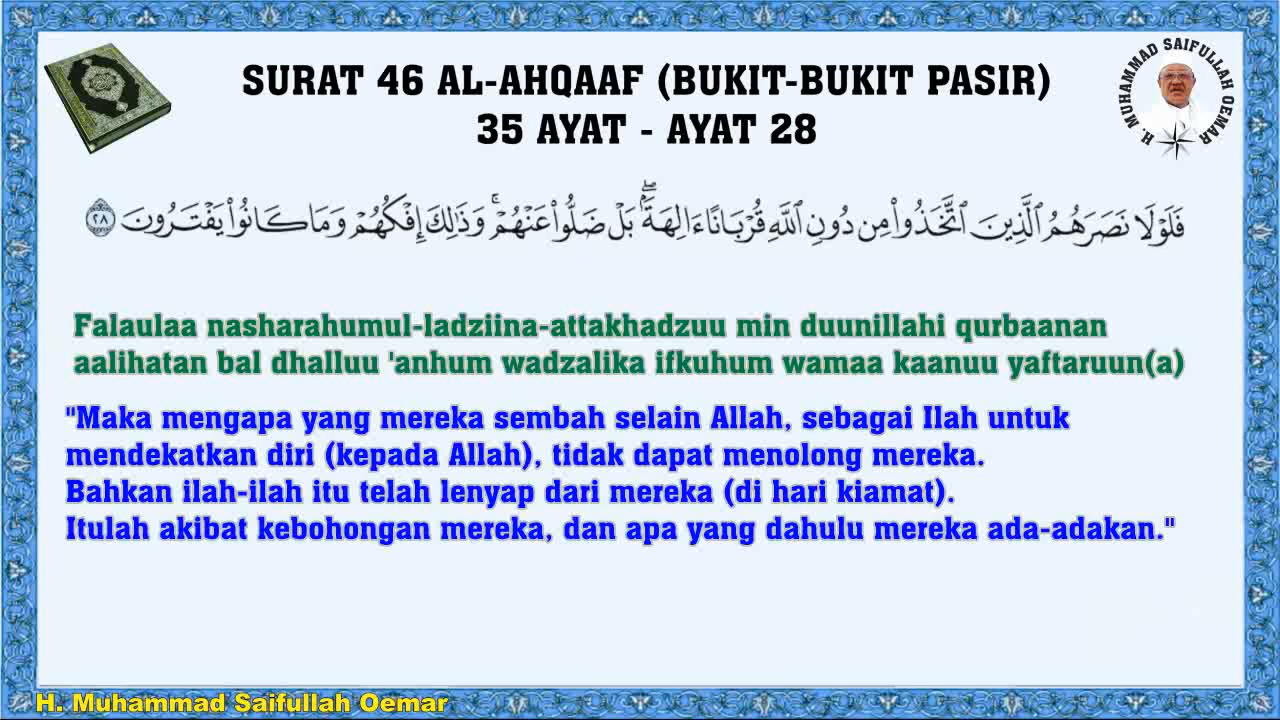 SURAT 46 AL-AHQAAF (BUKIT-BUKIT PASIR)
35 AYAT - AYAT 28
H. MUHAMMAD SAIFULLAH OEMAR
فَلَوْلَا نَصَرَهُمُ ٱلَّذِينَ ٱتَّخَذُوا۟ مِن دُونِ ٱللَّهِ قُرْبَانًا ءَالِهَةًۢ ۖ بَلْ ضَلُّوا۟ عَنْهُمْ ۚ وَذَٰلِكَ إِفْكُهُمْ وَمَا كَانُوا۟ يَفْتَرُونَ ٢٨
Falaulaa nasharahumul-ladziina-attakhadzuu min duunillahi qurbaanan
aalihatan bal dhalluu 'anhum wadzalika ifkuhum wamaa kaanuu yaftaruun(a)
"Maka mengapa yang mereka sembah selain Allah, sebagai Ilah untuk
mendekatkan diri (kepada Allah), tidak dapat menolong mereka.
Bahkan ilah-ilah itu telah lenyap dari mereka (di hari kiamat).
Itulah akibat kebohongan mereka, dan apa yang dahulu mereka ada-adakan."
H. Muhammad Saifullah Oemar